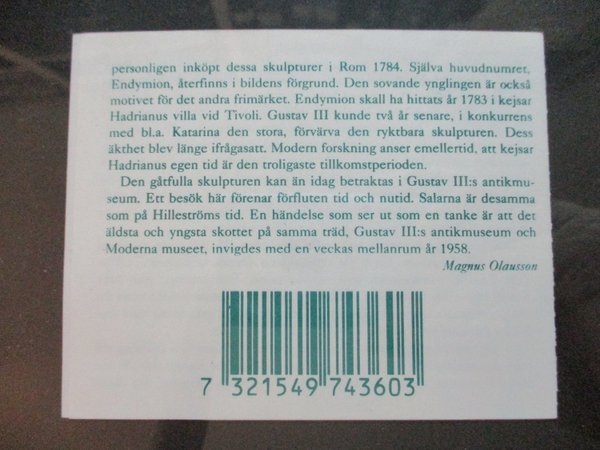 personligen inköpt dessa skulpturer i Rom 1784. Själva huvudnumret,
Endymion, återfinns i bildens förgrund. Den sovande ynglingen är också
motivet för det andra frimärket. Endymion skall ha hittats år 1783 i kejsar
Hadrianus villa vid Tivoli. Gustav III kunde två år senare, i konkurrens
med bl.a. Katarina den stora, förvärva den ryktbara skulpturen. Dess
äkthet blev länge ifrågasatt. Modern forskning anser emellertid, att kejsar
Hadrianus egen tid är den troligaste tillkomstperioden.
Den gåtfulla skulpturen kan än idag betraktas i Gustav III:s antikmu-
seum. Ett besök här förenar förfluten tid och nutid. Salarna är desamma
som på Hilleströms tid. En händelse som ser ut som en tanke är att det
äldsta och yngsta skottet på samma träd, Gustav III:s antikmuseum och
Moderna museet, invigdes med en veckas mellanrum år 1958.
Magnus Olausson
7 321549 743603